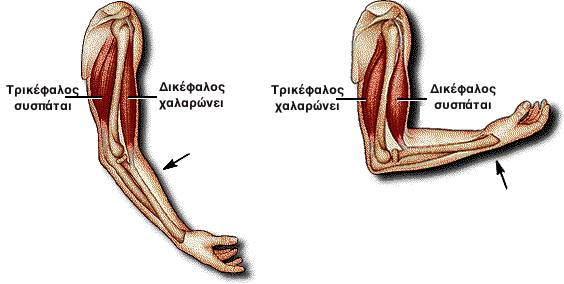 Τρικέφαλος
συσπάται
Δικέφαλος
χαλαρώνει
Τρικέφαλος
χαλαρώνει
Δικέφαλος
συσπάται